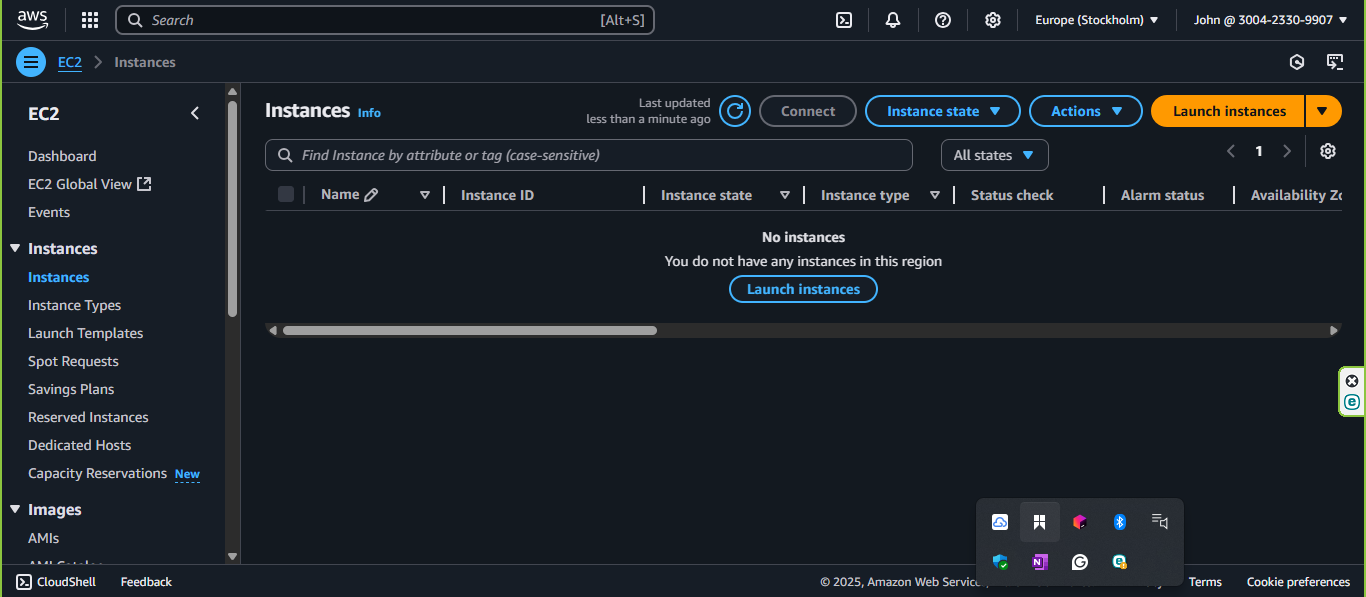 aws
Search [Alt+S]
Europe (Stockholm)
John @ 3004-2330-9907
EC2
Instances
EC2
Dashboard
EC2 Global View
Events
Instances
Instances
Instance Types
Launch Templates
Spot Requests
Savings Plans
Reserved Instances
Dedicated Hosts
Capacity Reservations New
Images
AMIs
Instances Info
Last updated
less than a minute ago
Connect
Instance state
Actions
Launch instances
Find Instance by attribute or tag (case-sensitive)
All states
1
Name
Instance ID
Instance state
Instance type
Status check
Alarm status
Availability
No instances
You do not have any instances in this region
Launch instances
CloudShell
Feedback
© 2025, Amazon Web
Terms
Cookie preferences